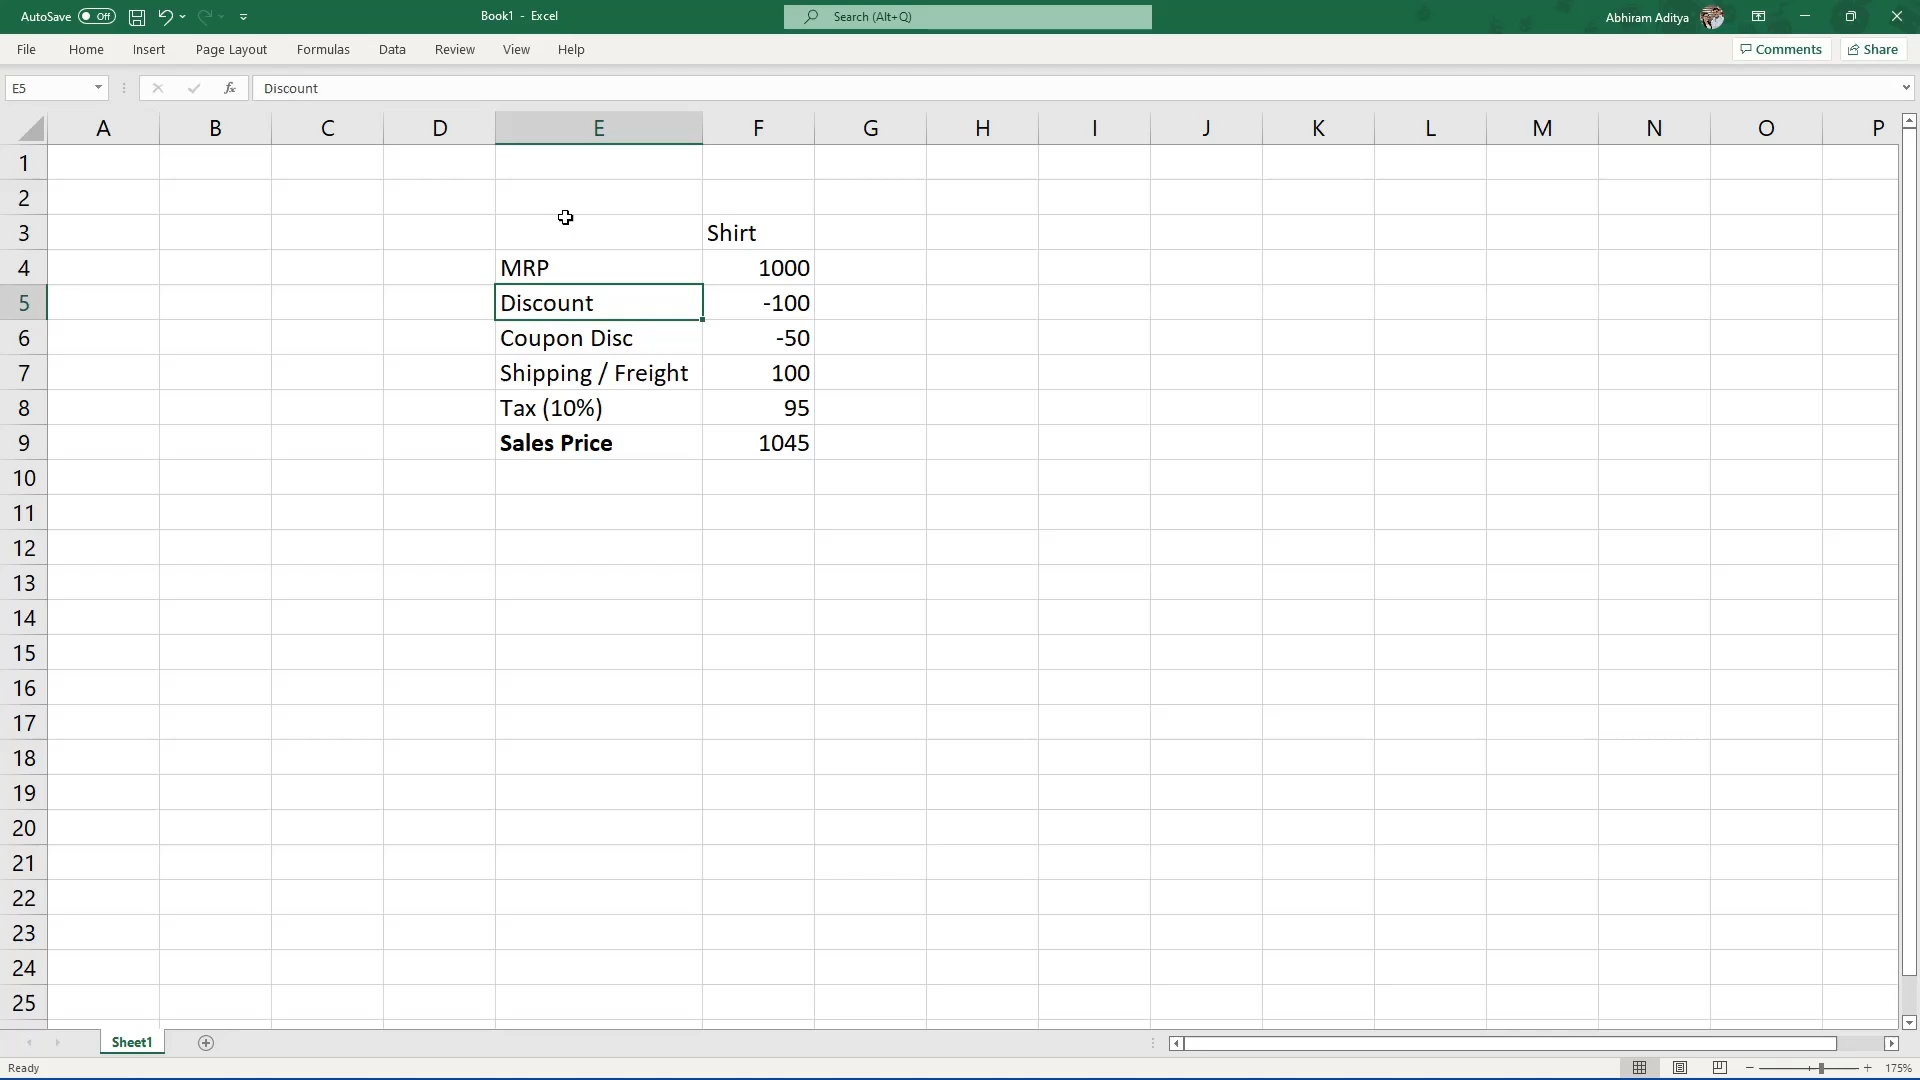 AutoSave Off Book1 - Excel Search (Alt+Q) Abhiram Aditya
File Home Insert Page Layout Formulas Data Review View Help Comments Share
E5 fx Discount
A B C D E F G H I J K L M N O P
1
2
3 Shirt
4 MRP 1000
5 Discount -100
6 Coupon Disc -50
7 Shipping / Freight 100
8 Tax (10%) 95
9 Sales Price 1045
10
11
12
13
14
15
16
17
18
19
20
21
22
23
24
25
Sheet1
Ready 175%